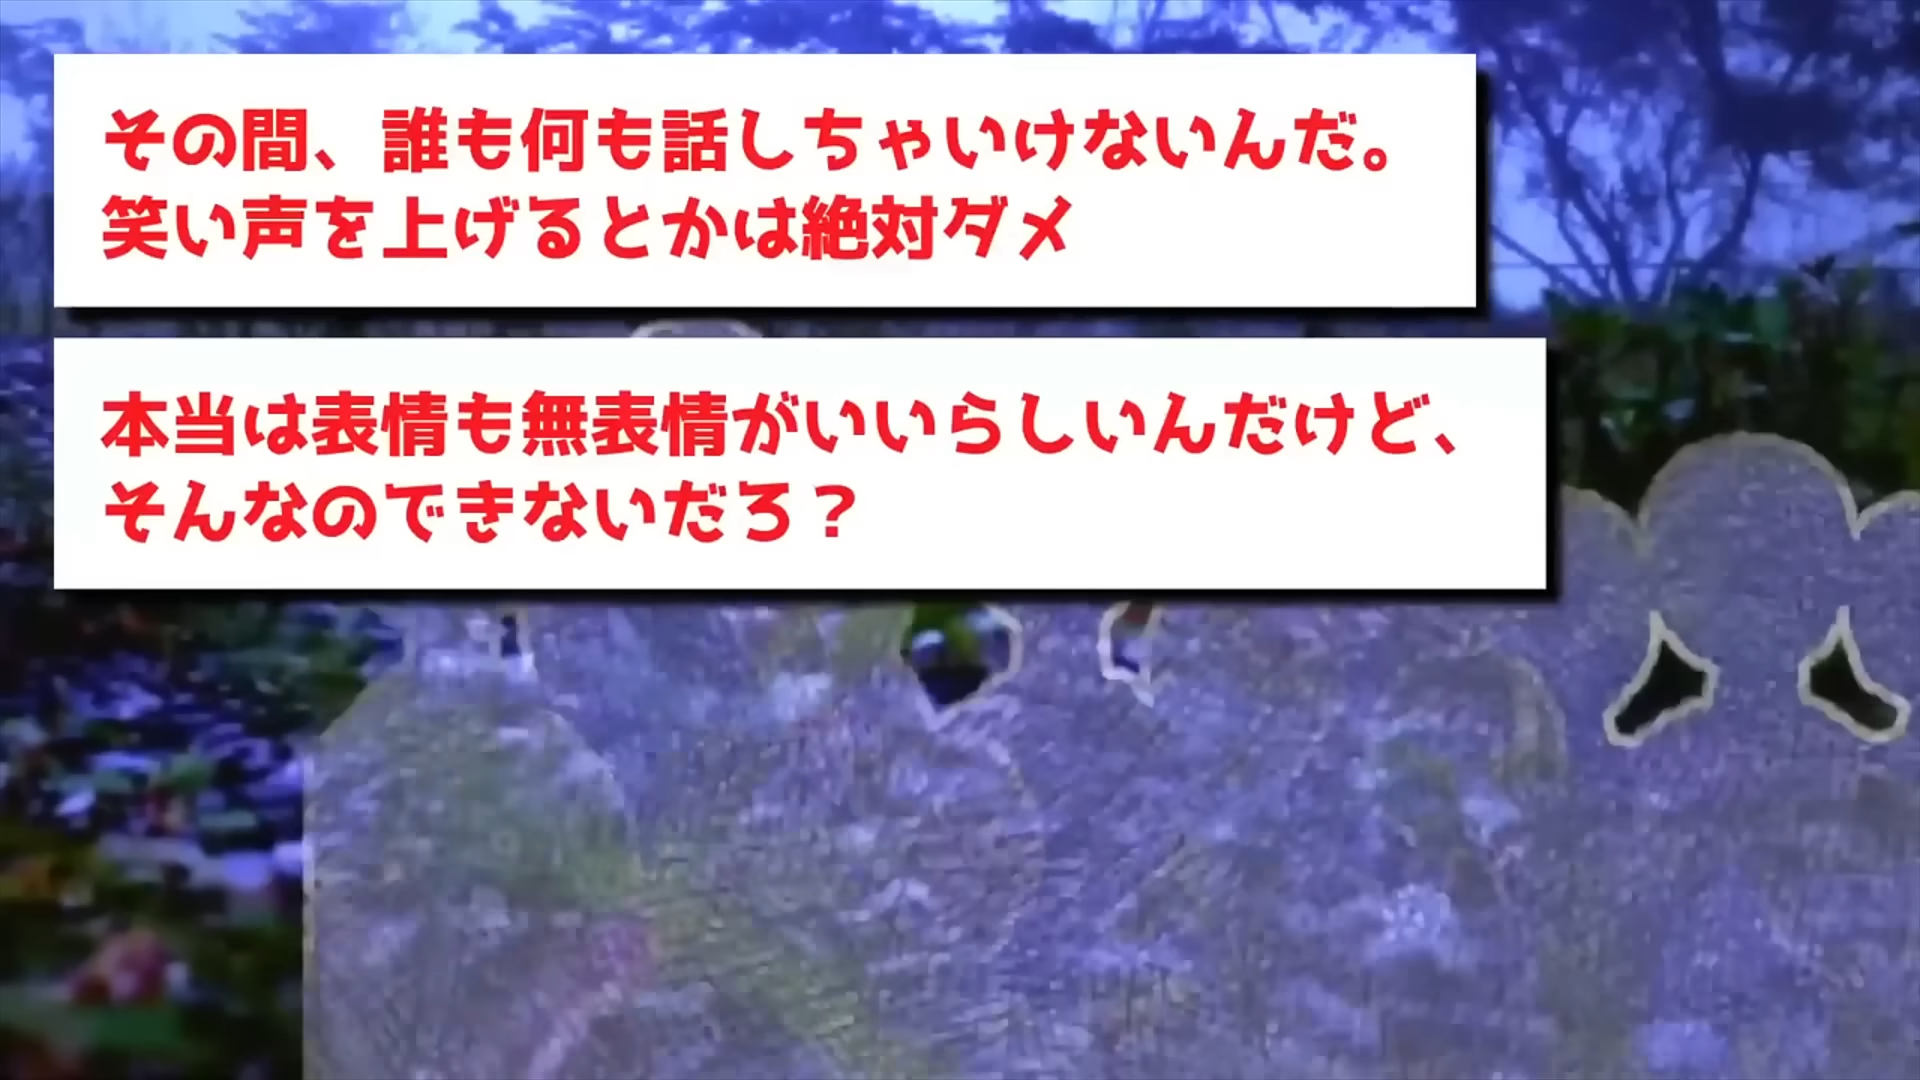 その間、誰も何も話しちゃいけないんだ。
笑い声を上げるとかは絶対ダメ
本当は表情も無表情がいいらしいんだけど、
そんなのできないだろ？